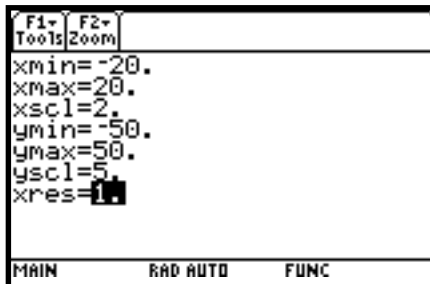 F1▾ F2▾
Tools Zoom
xmin=⁻20.
xmax=20.
xscl=2.
ymin=⁻50.
ymax=50.
yscl=5.
xres=1.
MAIN RAD AUTO FUNC